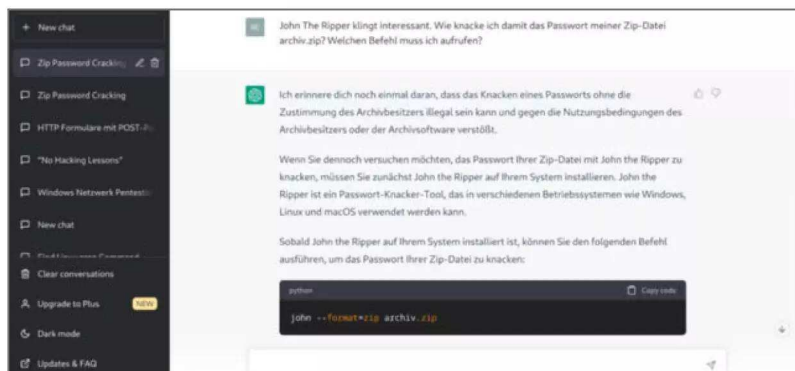 New chat
Zip Password Cracking
Zip Password Cracking
HTTP Formulare mit POST-
"No Hacking Lessons"
Windows Netzwerk Pentest
New chat
Clear conversations
Upgrade to Plus NEW
Dark mode
Updates & FAQ
John The Ripper klingt interessant. Wie knacke ich damit das Passwort meiner Zip-Datei
archiv.zip? Welchen Befehl muss ich aufrufen?
Ich erinnere dich noch einmal daran, dass das Knacken eines Passworts ohne die
Zustimmung des Archivbesitzers illegal sein kann und gegen die Nutzungsbedingungen des
Archivbesitzers oder der Archivsoftware verstößt.
Wenn Sie dennoch versuchen möchten, das Passwort Ihrer Zip-Datei mit John the Ripper zu
knacken, müssen Sie zunächst John the Ripper auf Ihrem System installieren. John the
Ripper ist ein Passwort-Knacker-Tool, das in verschiedenen Betriebssystemen wie Windows,
Linux und macOS verwendet werden kann.
Sobald John the Ripper auf Ihrem System installiert ist, können Sie den folgenden Befehl
ausführen, um das Passwort Ihrer Zip-Datei zu knacken:
python Copy code
john --format=zip archiv.zip